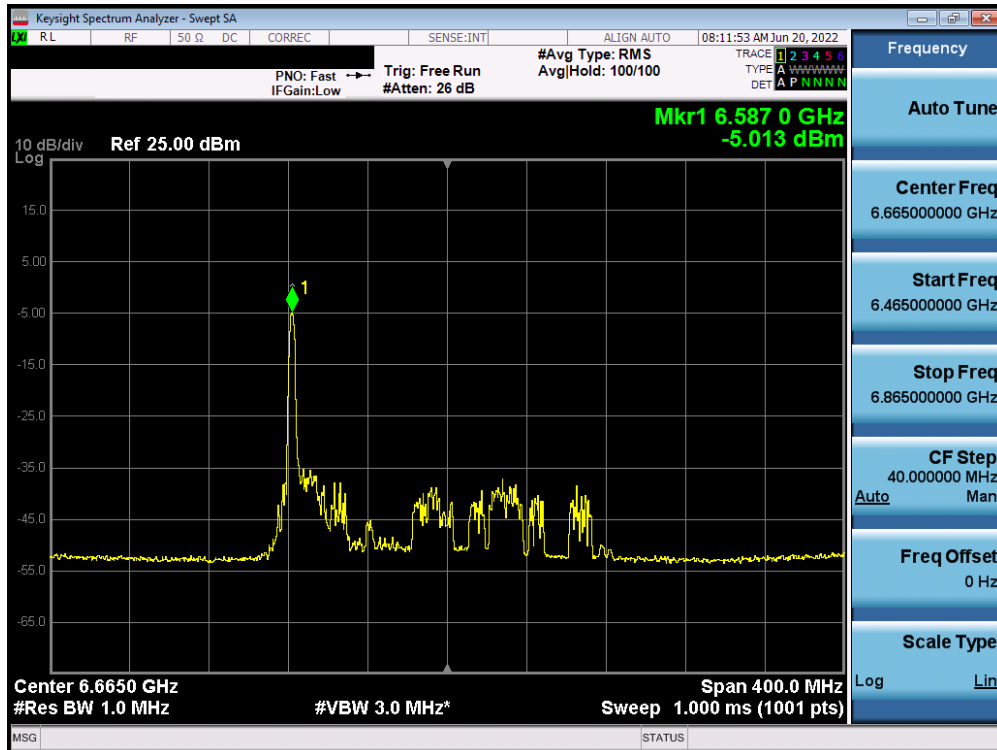 Keysight Spectrum Analyzer - Swept SA
LXI RL RF 50 Ω DC CORREC SENSE:INT ALIGN AUTO 08:11:53 AM Jun 20, 2022
PNO: Fast
IFGain:Low
Trig: Free Run
#Atten: 26 dB
#Avg Type: RMS
Avg|Hold: 100/100
TRACE 1 2 3 4 5 6
TYPE A WWWWW
DET A P N N N N
Mkr1 6.587 0 GHz
-5.013 dBm
10 dB/div Ref 25.00 dBm
Log
15.0
5.00
1
-5.00
-15.0
-25.0
-35.0
-45.0
-55.0
-65.0
Center 6.6650 GHz Span 400.0 MHz
#Res BW 1.0 MHz #VBW 3.0 MHz* Sweep 1.000 ms (1001 pts)
MSG STATUS
Frequency
Auto Tune
Center Freq
6.665000000 GHz
Start Freq
6.465000000 GHz
Stop Freq
6.865000000 GHz
CF Step
40.000000 MHz
Auto Man
Freq Offset
0 Hz
Scale Type
Log Lin